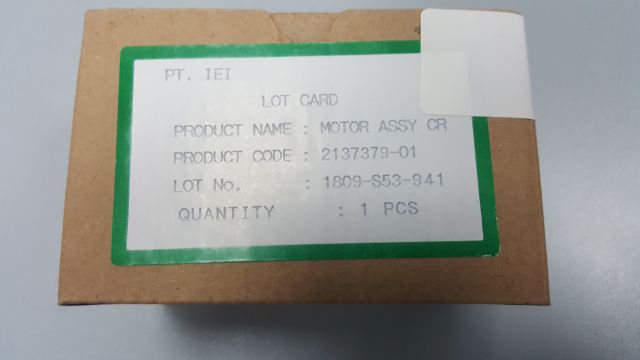 PT. IEI
LOT CARD
PRODUCT NAME : MOTOR ASSY CR
PRODUCT CODE : 2137379-01
LOT No. : 1809-S53-941
QUANTITY : 1 PCS